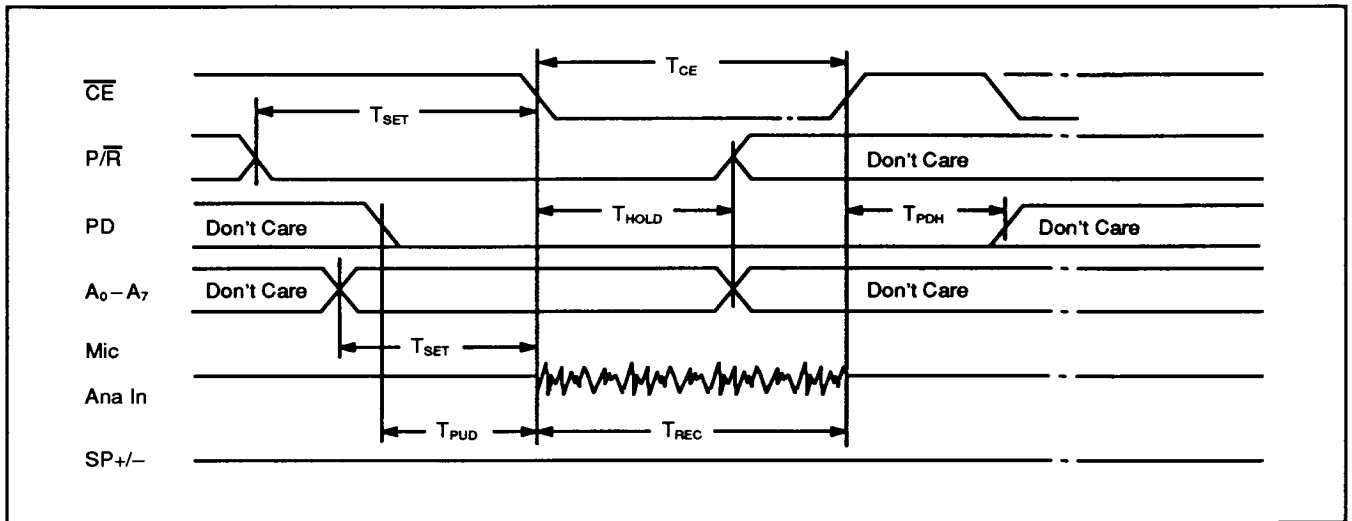 T_CE
C̅E̅
T_SET
P/R̅
Don't Care
PD
Don't Care
T_HOLD
T_PDH
Don't Care
A₀–A₇
Don't Care
Don't Care
Mic
T_SET
Ana In
T_PUD
T_REC
SP+/–